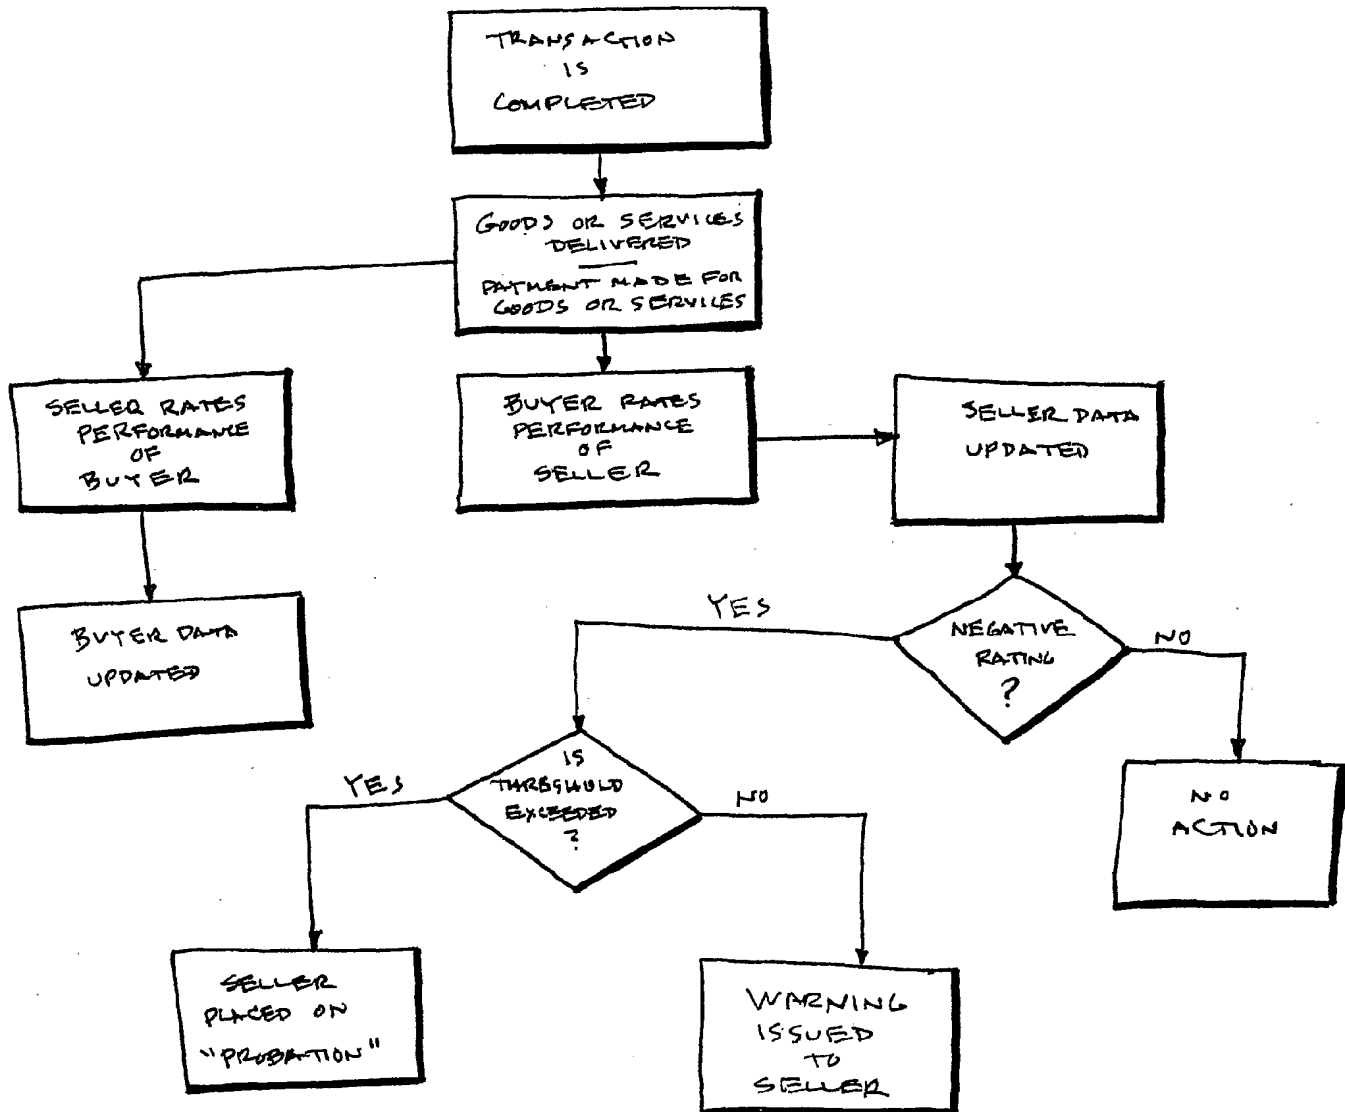 TRANSACTION
IS
COMPLETED
GOODS OR SERVICES
DELIVERED
PAYMENT MADE FOR
GOODS OR SERVICES
SELLER RATES
PERFORMANCE
OF
BUYER
BUYER RATES
PERFORMANCE
OF
SELLER
SELLER DATA
UPDATED
BUYER DATA
UPDATED
YES
NEGATIVE
RATING
?
NO
YES
IS
THRESHOLD
EXCEEDED
?
NO
NO
ACTION
SELLER
PLACED ON
"PROBATION"
WARNING
ISSUED
TO
SELLER